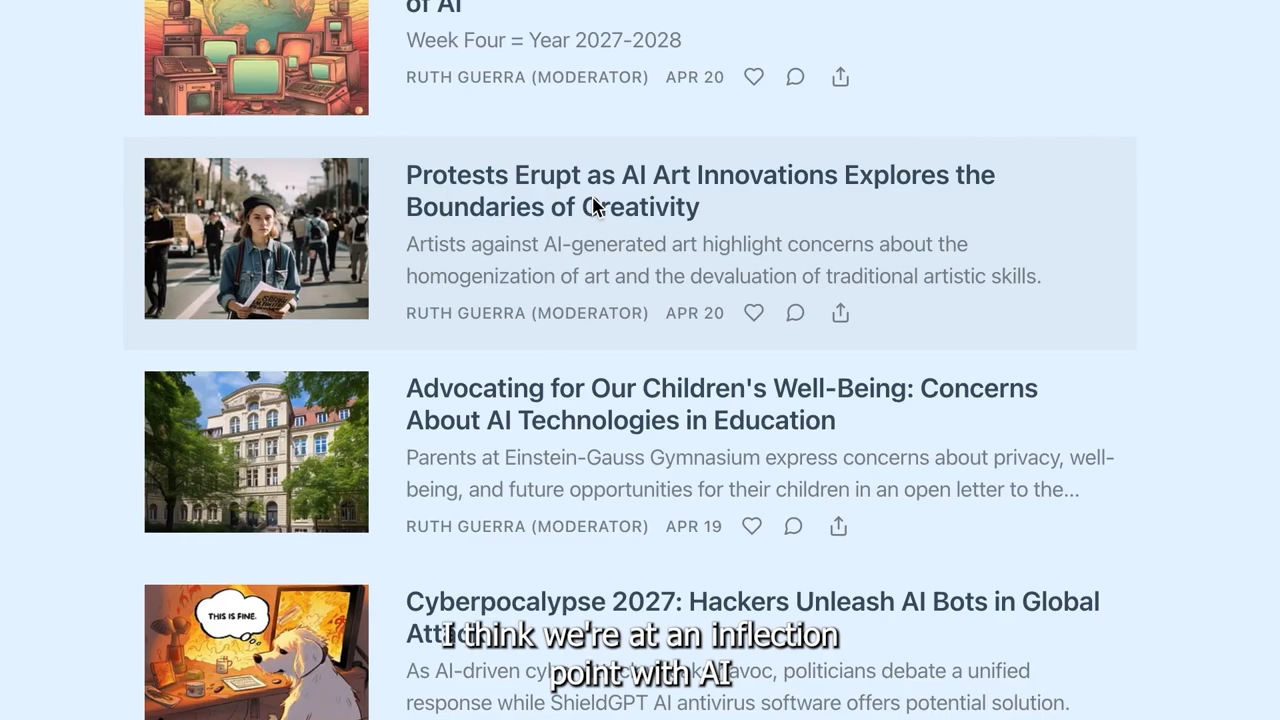 of AI
Week Four = Year 2027-2028
RUTH GUERRA (MODERATOR) APR 20
Protests Erupt as AI Art Innovations Explores the
Boundaries of Creativity
Artists against AI-generated art highlight concerns about the
homogenization of art and the devaluation of traditional artistic skills.
RUTH GUERRA (MODERATOR) APR 20
Advocating for Our Children's Well-Being: Concerns
About AI Technologies in Education
Parents at Einstein-Gauss Gymnasium express concerns about privacy, well-
being, and future opportunities for their children in an open letter to the...
RUTH GUERRA (MODERATOR) APR 19
THIS IS FINE.
Cyberpocalypse 2027: Hackers Unleash AI Bots in Global
I think we're at an inflection
point with AI
As AI-driven politicians debate a unified
response while ShieldGPT AI antivirus software offers potential solution.